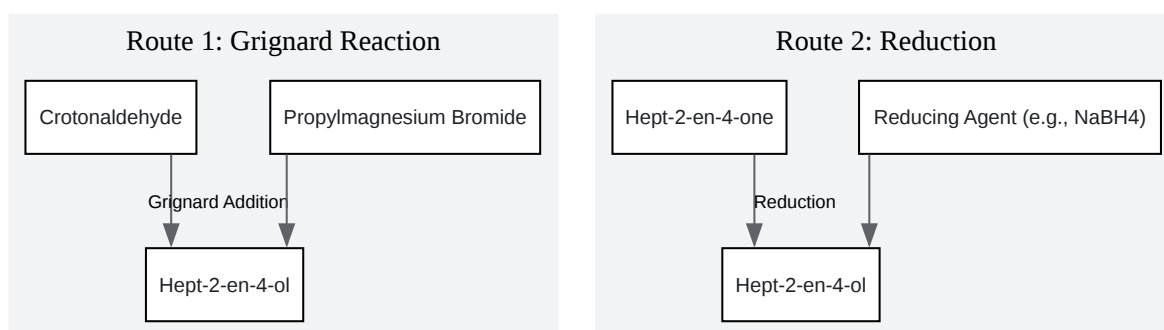 Route 1: Grignard Reaction
Crotonaldehyde
Propylmagnesium Bromide
Grignard Addition
Hept-2-en-4-ol
Route 2: Reduction
Hept-2-en-4-one
Reducing Agent (e.g., NaBH4)
Reduction
Hept-2-en-4-ol